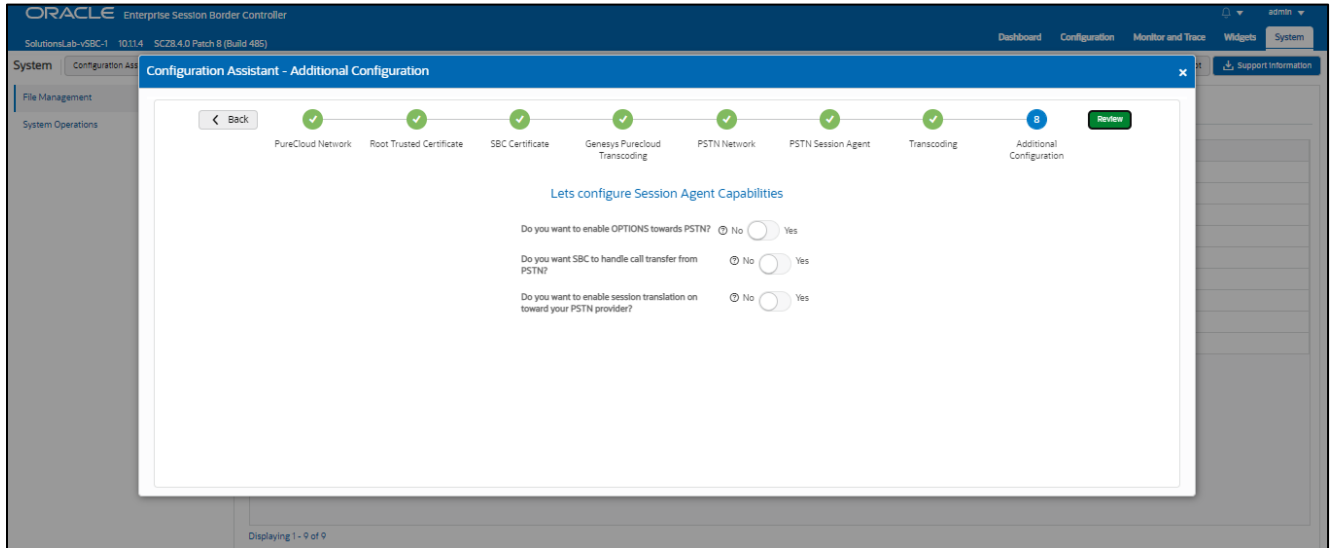 ORACLE Enterprise Session Border Controller
admin
SolutionsLab-vSBC-1 10.1.1.4 SCZ8.4.0 Patch 8 (Build 485)
Dashboard Configuration Monitor and Trace Widgets System
System Configuration Ass
Configuration Assistant - Additional Configuration
×
Support Information
File Management
System Operations
Back
PureCloud Network
Root Trusted Certificate
SBC Certificate
Genesys Purecloud
Transcoding
PSTN Network
PSTN Session Agent
Transcoding
8
Additional
Configuration
Review
Lets configure Session Agent Capabilities
Do you want to enable OPTIONS towards PSTN? No Yes
Do you want SBC to handle call transfer from
PSTN?
No Yes
Do you want to enable session translation on
toward your PSTN provider?
No Yes
Displaying 1 - 9 of 9